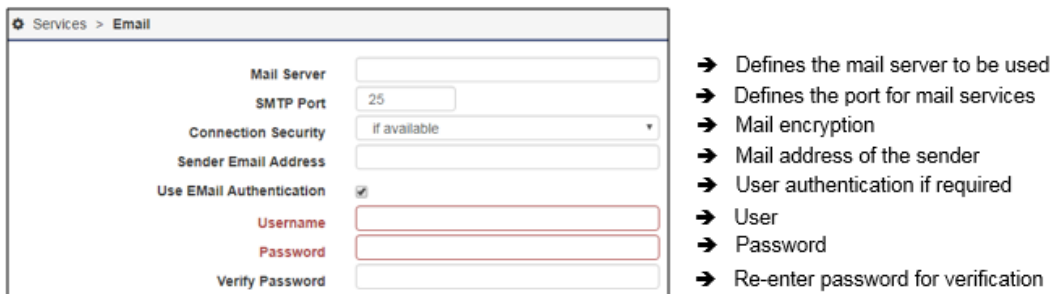 Services > Email
Mail Server
➔ Defines the mail server to be used
SMTP Port 25
➔ Defines the port for mail services
Connection Security if available
➔ Mail encryption
Sender Email Address
➔ Mail address of the sender
Use EMail Authentication
➔ User authentication if required
Username
➔ User
Password
➔ Password
Verify Password
➔ Re-enter password for verification